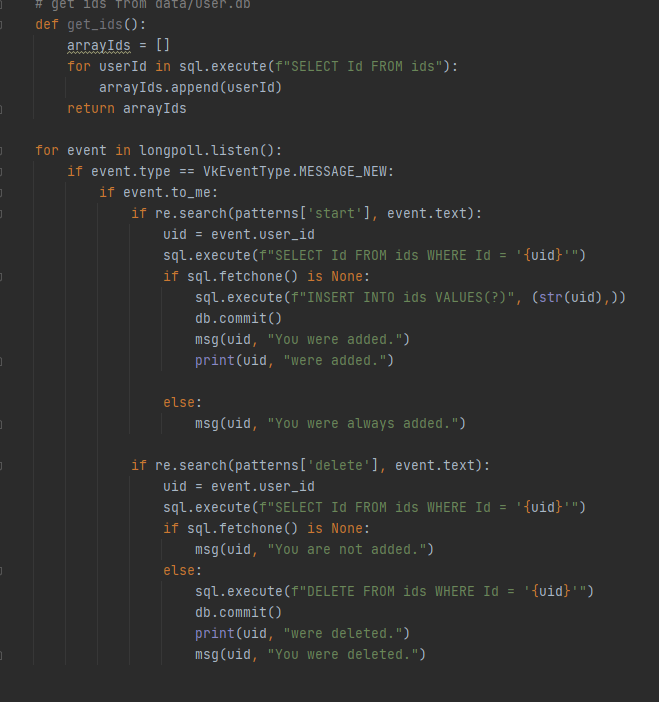 # get ids from data/user.db
def get_ids():
    arrayIds = []
    for userId in sql.execute(f"SELECT Id FROM ids"):
        arrayIds.append(userId)
    return arrayIds

for event in longpoll.listen():
    if event.type == VkEventType.MESSAGE_NEW:
        if event.to_me:
            if re.search(patterns['start'], event.text):
                uid = event.user_id
                sql.execute(f"SELECT Id FROM ids WHERE Id = '{uid}'")
                if sql.fetchone() is None:
                    sql.execute(f"INSERT INTO ids VALUES(?)", (str(uid),))
                    db.commit()
                    msg(uid, "You were added.")
                    print(uid, "were added.")

                else:
                    msg(uid, "You were always added.")

            if re.search(patterns['delete'], event.text):
                uid = event.user_id
                sql.execute(f"SELECT Id FROM ids WHERE Id = '{uid}'")
                if sql.fetchone() is None:
                    msg(uid, "You are not added.")
                else:
                    sql.execute(f"DELETE FROM ids WHERE Id = '{uid}'")
                    db.commit()
                    print(uid, "were deleted.")
                    msg(uid, "You were deleted.")